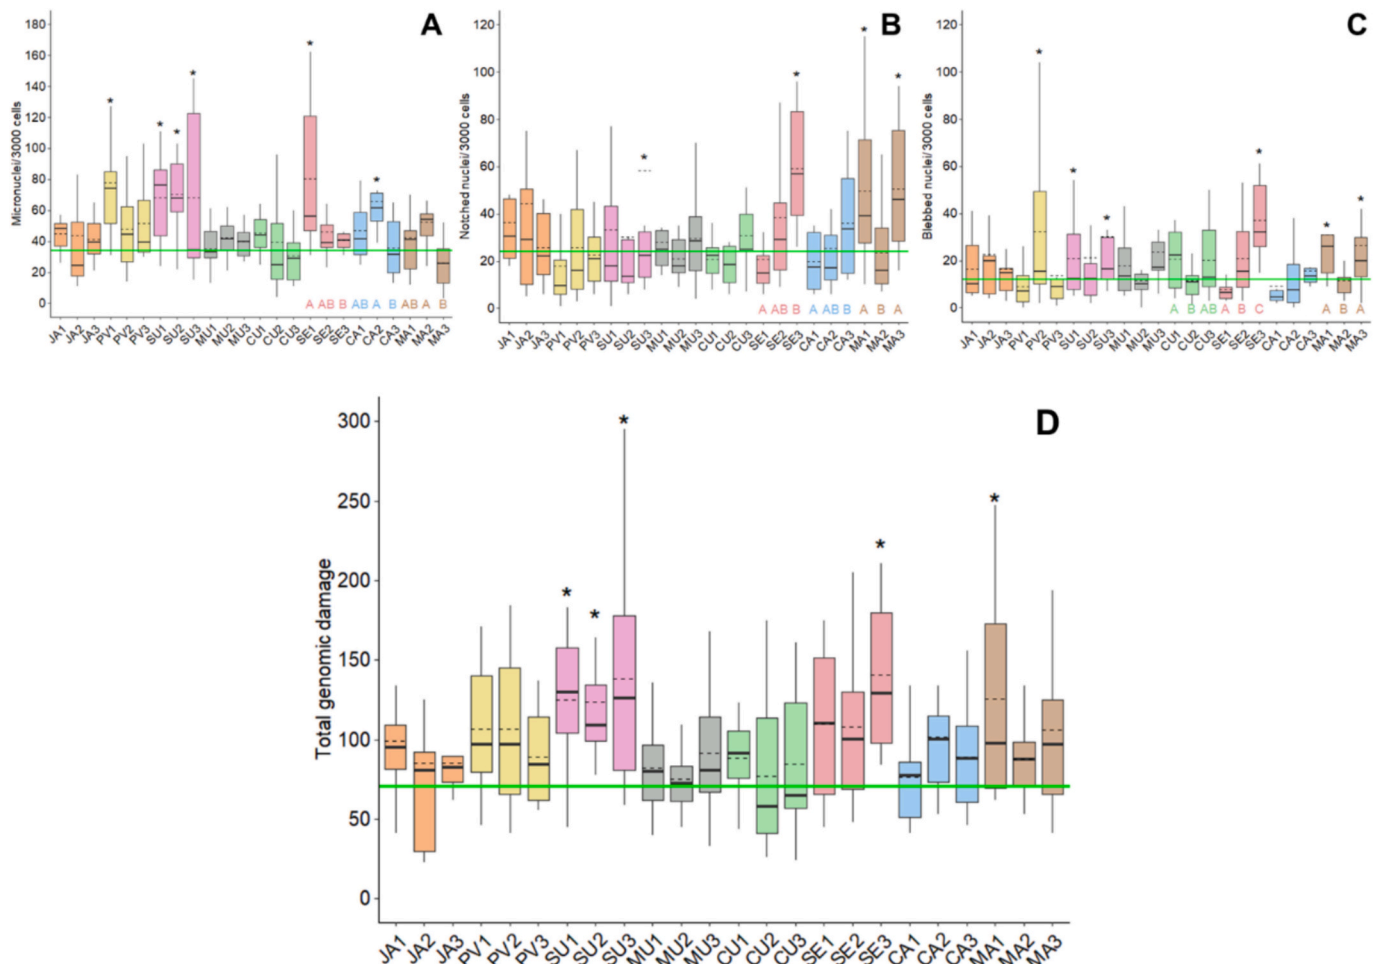 A
Micronuclei/3000 cells
180
160
140
120
100
80
60
40
20
0
* * * * * *
A AB B AB A B AB A B
JA1 JA2 JA3 PV1 PV2 PV3 SU1 SU2 SU3 MU1 MU2 MU3 CU1 CU2 CU3 SE1 SE2 SE3 CA1 CA2 CA3 MA1 MA2 MA3
B
Notched nuclei/3000 cells
120
100
80
60
40
20
0
* * * *
A AB B A AB B A B A
JA1 JA2 JA3 PV1 PV2 PV3 SU1 SU2 SU3 MU1 MU2 MU3 CU1 CU2 CU3 SE1 SE2 SE3 CA1 CA2 CA3 MA1 MA2 MA3
C
Blebbed nuclei/3000 cells
120
100
80
60
40
20
0
* * * * * *
A B AB A B C A B A
JA1 JA2 JA3 PV1 PV2 PV3 SU1 SU2 SU3 MU1 MU2 MU3 CU1 CU2 CU3 SE1 SE2 SE3 CA1 CA2 CA3 MA1 MA2 MA3
D
Total genomic damage
300
250
200
150
100
50
0
* * * * *
JA1 JA2 JA3 PV1 PV2 PV3 SU1 SU2 SU3 MU1 MU2 MU3 CU1 CU2 CU3 SE1 SE2 SE3 CA1 CA2 CA3 MA1 MA2 MA3